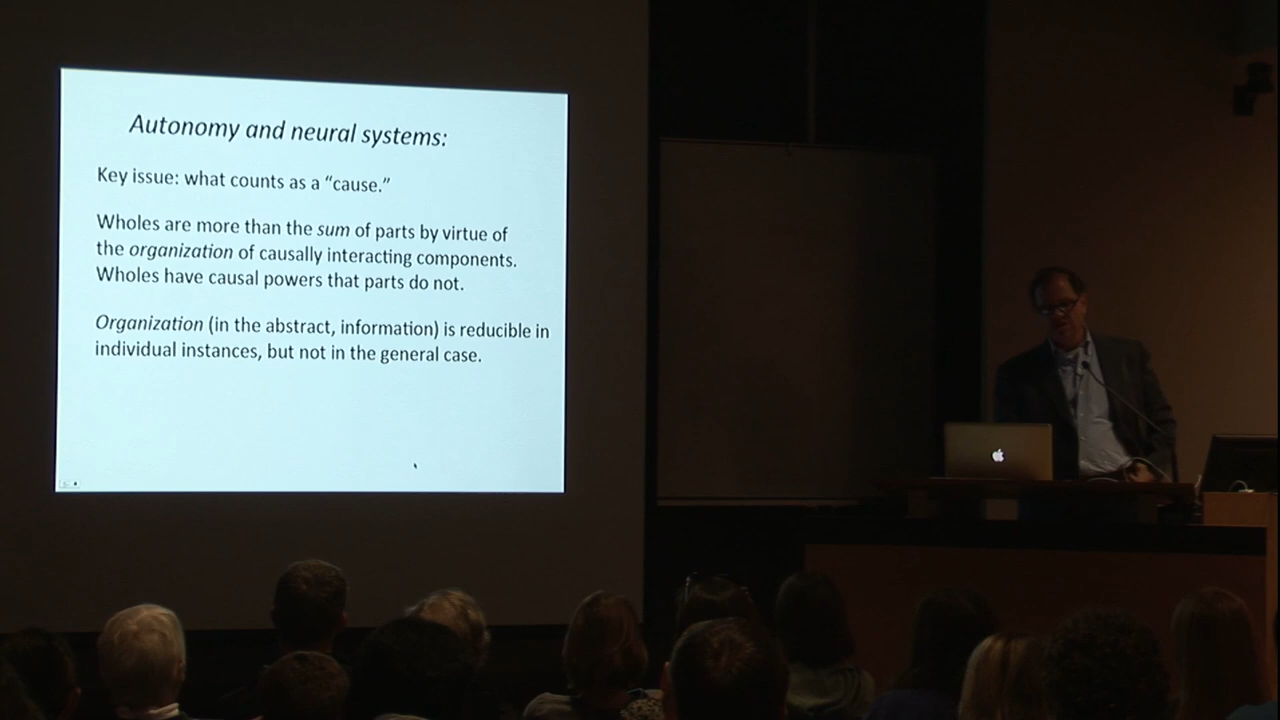 Autonomy and neural systems:
Key issue: what counts as a “cause.”
Wholes are more than the sum of parts by virtue of
the organization of causally interacting components.
Wholes have causal powers that parts do not.
Organization (in the abstract, information) is reducible in
individual instances, but not in the general case.